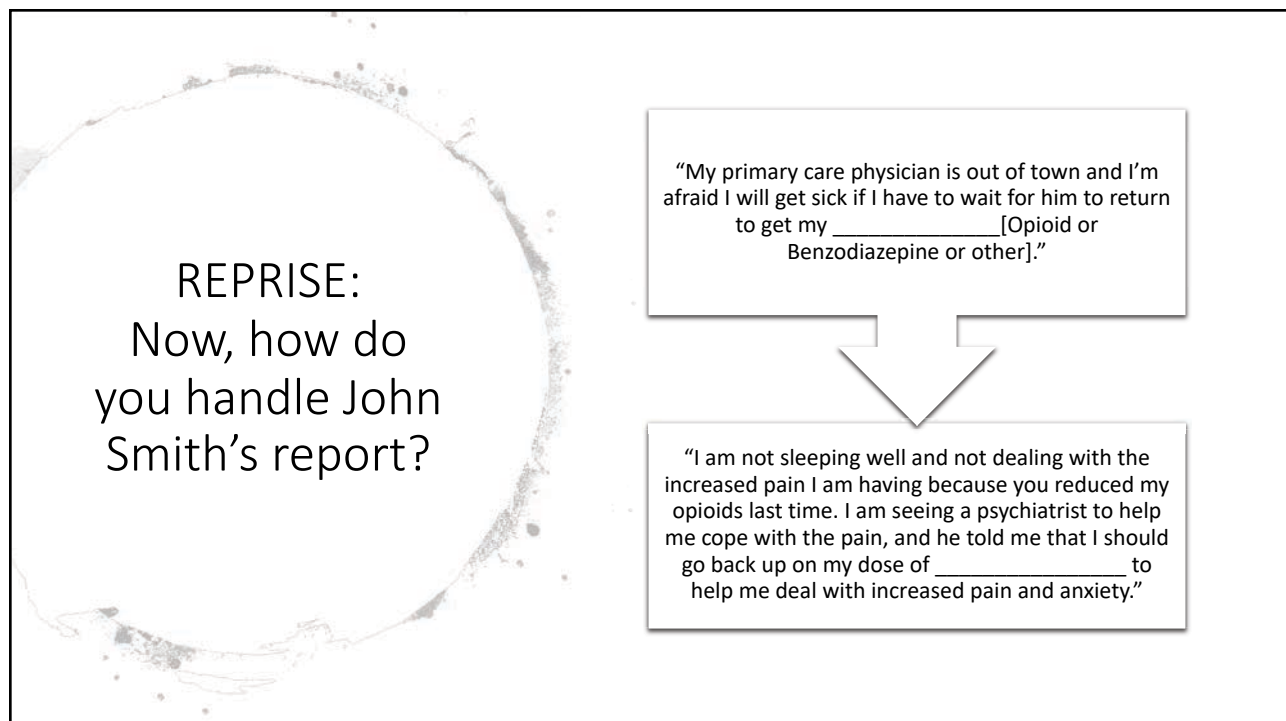 REPRISE:
Now, how do
you handle John
Smith’s report?
“My primary care physician is out of town and I’m
afraid I will get sick if I have to wait for him to return
to get my ______________[Opioid or
Benzodiazepine or other].”
“I am not sleeping well and not dealing with the
increased pain I am having because you reduced my
opioids last time. I am seeing a psychiatrist to help
me cope with the pain, and he told me that I should
go back up on my dose of ________________ to
help me deal with increased pain and anxiety.”